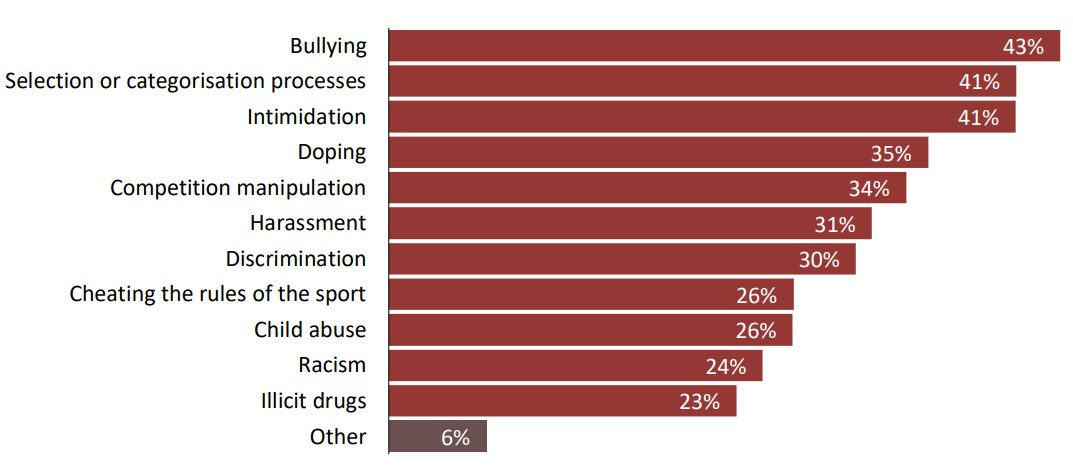 Bullying 43%
Selection or categorisation processes 41%
Intimidation 41%
Doping 35%
Competition manipulation 34%
Harassment 31%
Discrimination 30%
Cheating the rules of the sport 26%
Child abuse 26%
Racism 24%
Illicit drugs 23%
Other 6%